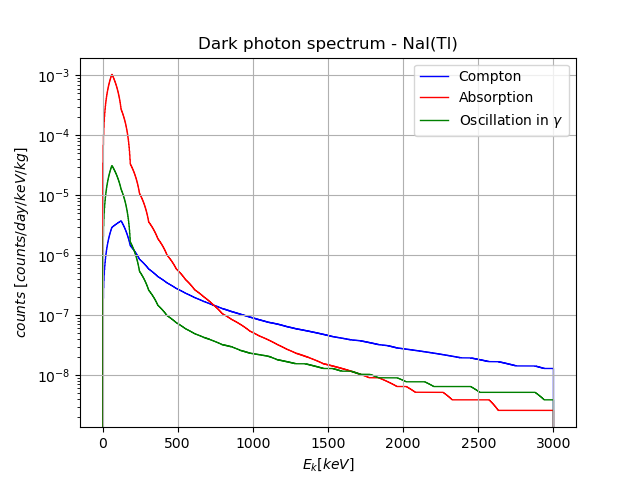 Dark photon spectrum - NaI(Tl)
Compton
Absorption
Oscillation in γ
counts [counts/day/keV/kg]
10⁻³
10⁻⁴
10⁻⁵
10⁻⁶
10⁻⁷
10⁻⁸
0 500 1000 1500 2000 2500 3000
Eₖ[keV]